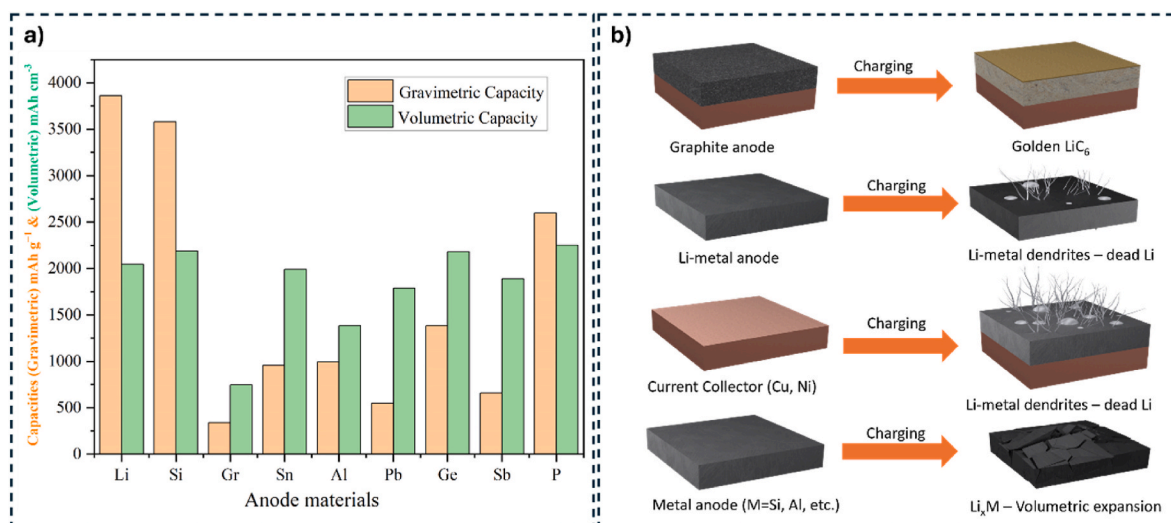 a)
Capacities (Gravimetric) mAh g⁻¹ & (Volumetric) mAh cm⁻³
4000
3500
3000
2500
2000
1500
1000
500
0
Gravimetric Capacity
Volumetric Capacity
Li Si Gr Sn Al Pb Ge Sb P
Anode materials
b)
Charging
Graphite anode
Golden LiC₆
Charging
Li-metal anode
Li-metal dendrites – dead Li
Charging
Current Collector (Cu, Ni)
Li-metal dendrites – dead Li
Charging
Metal anode (M=Si, Al, etc.)
LiₓM – Volumetric expansion